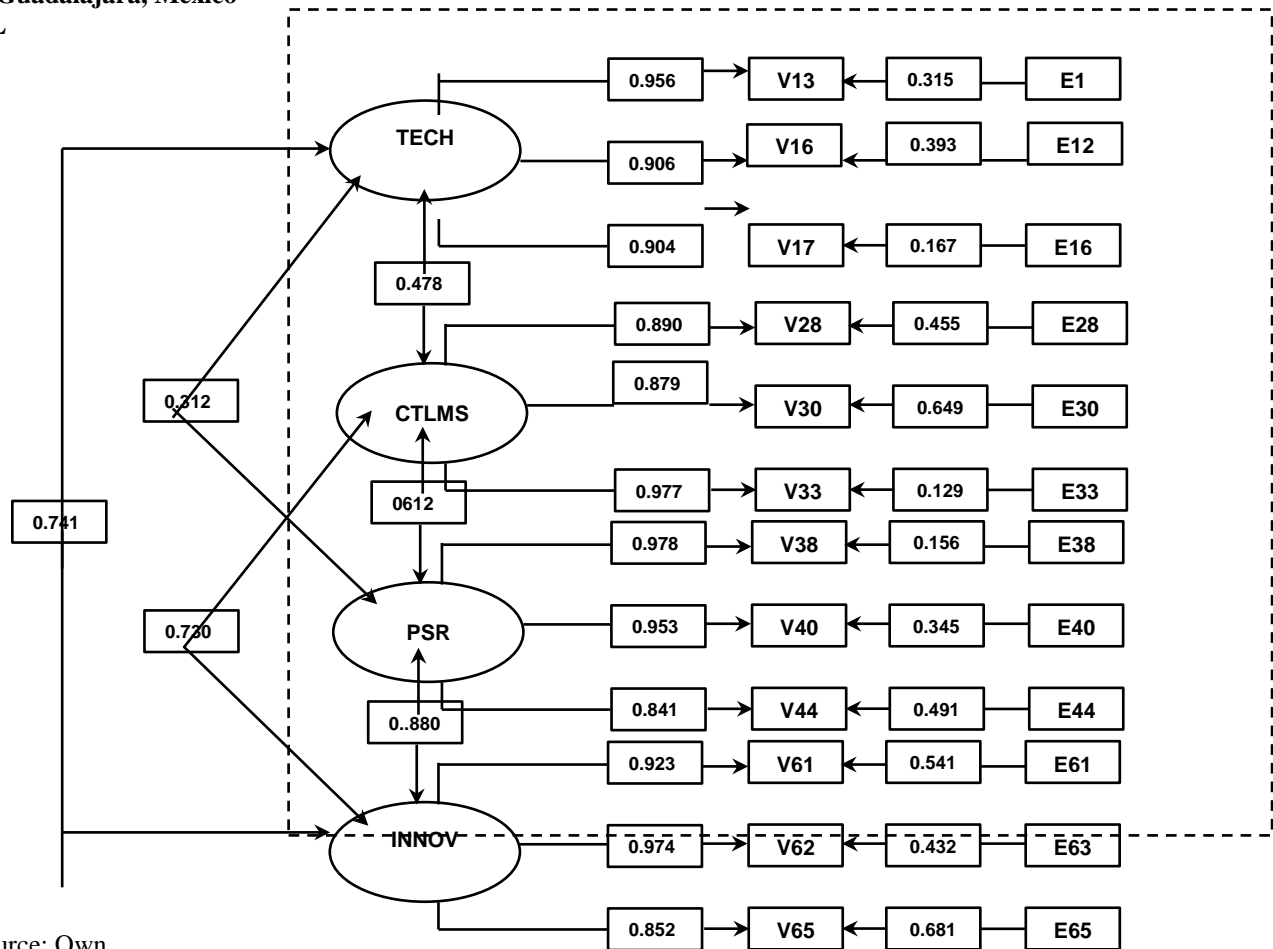 Guadalajara, Mexico
0.956 V13 0.315 E1
TECH
0.906 V16 0.393 E12
0.904 V17 0.167 E16
0.478
0.890 V28 0.455 E28
0.312
0.879
CTLMS V30 0.649 E30
0612
0.977 V33 0.129 E33
0.741
0.978 V38 0.156 E38
0.730
PSR 0.953 V40 0.345 E40
0..880
0.841 V44 0.491 E44
0.923 V61 0.541 E61
INNOV 0.974 V62 0.432 E63
0.852 V65 0.681 E65
urce: Own